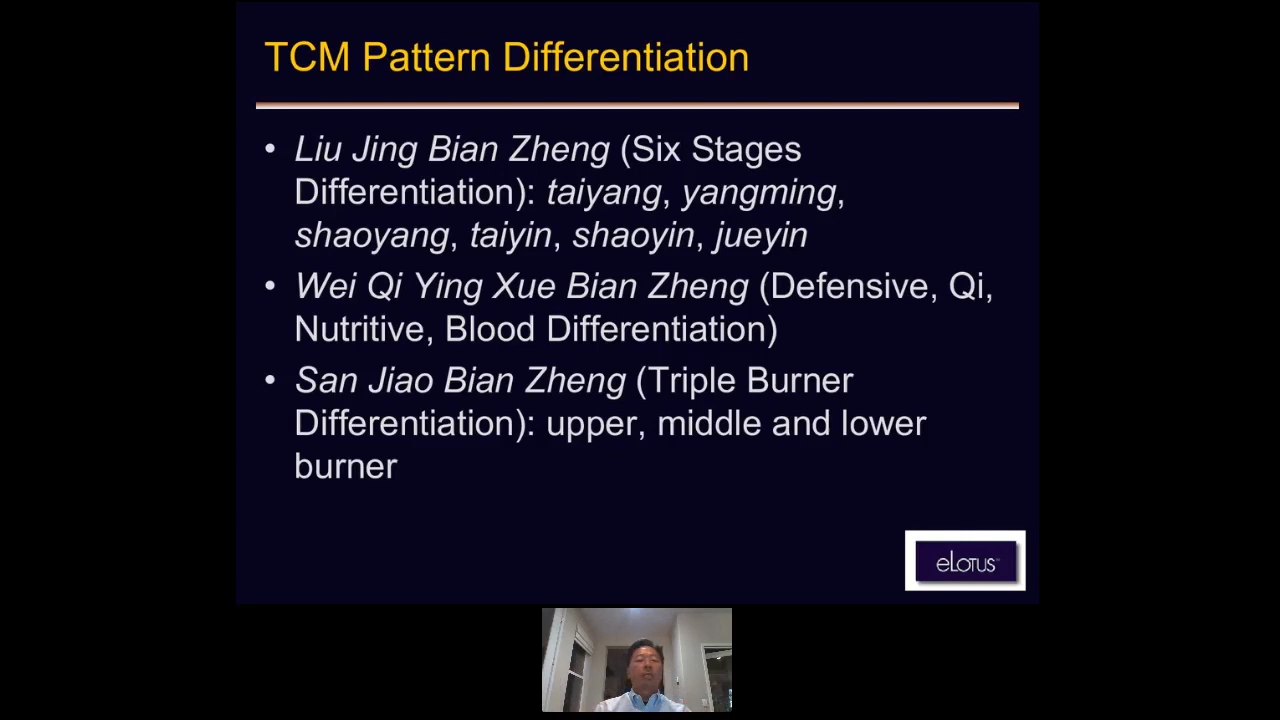 TCM Pattern Differentiation
• Liu Jing Bian Zheng (Six Stages
Differentiation): taiyang, yangming,
shaoyang, taiyin, shaoyin, jueyin
• Wei Qi Ying Xue Bian Zheng (Defensive, Qi,
Nutritive, Blood Differentiation)
• San Jiao Bian Zheng (Triple Burner
Differentiation): upper, middle and lower
burner
eLOTUS